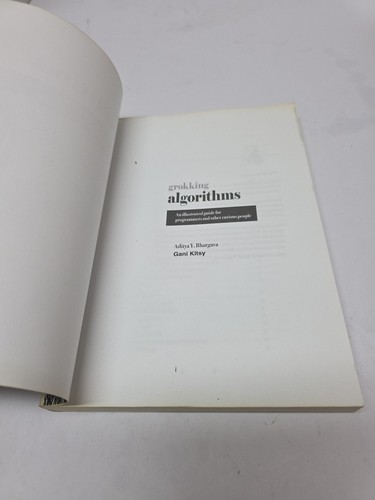 grokking
algorithms
An illustrated guide for
programmers and other curious people
Aditya Y. Bhargava
Gani Kitsy